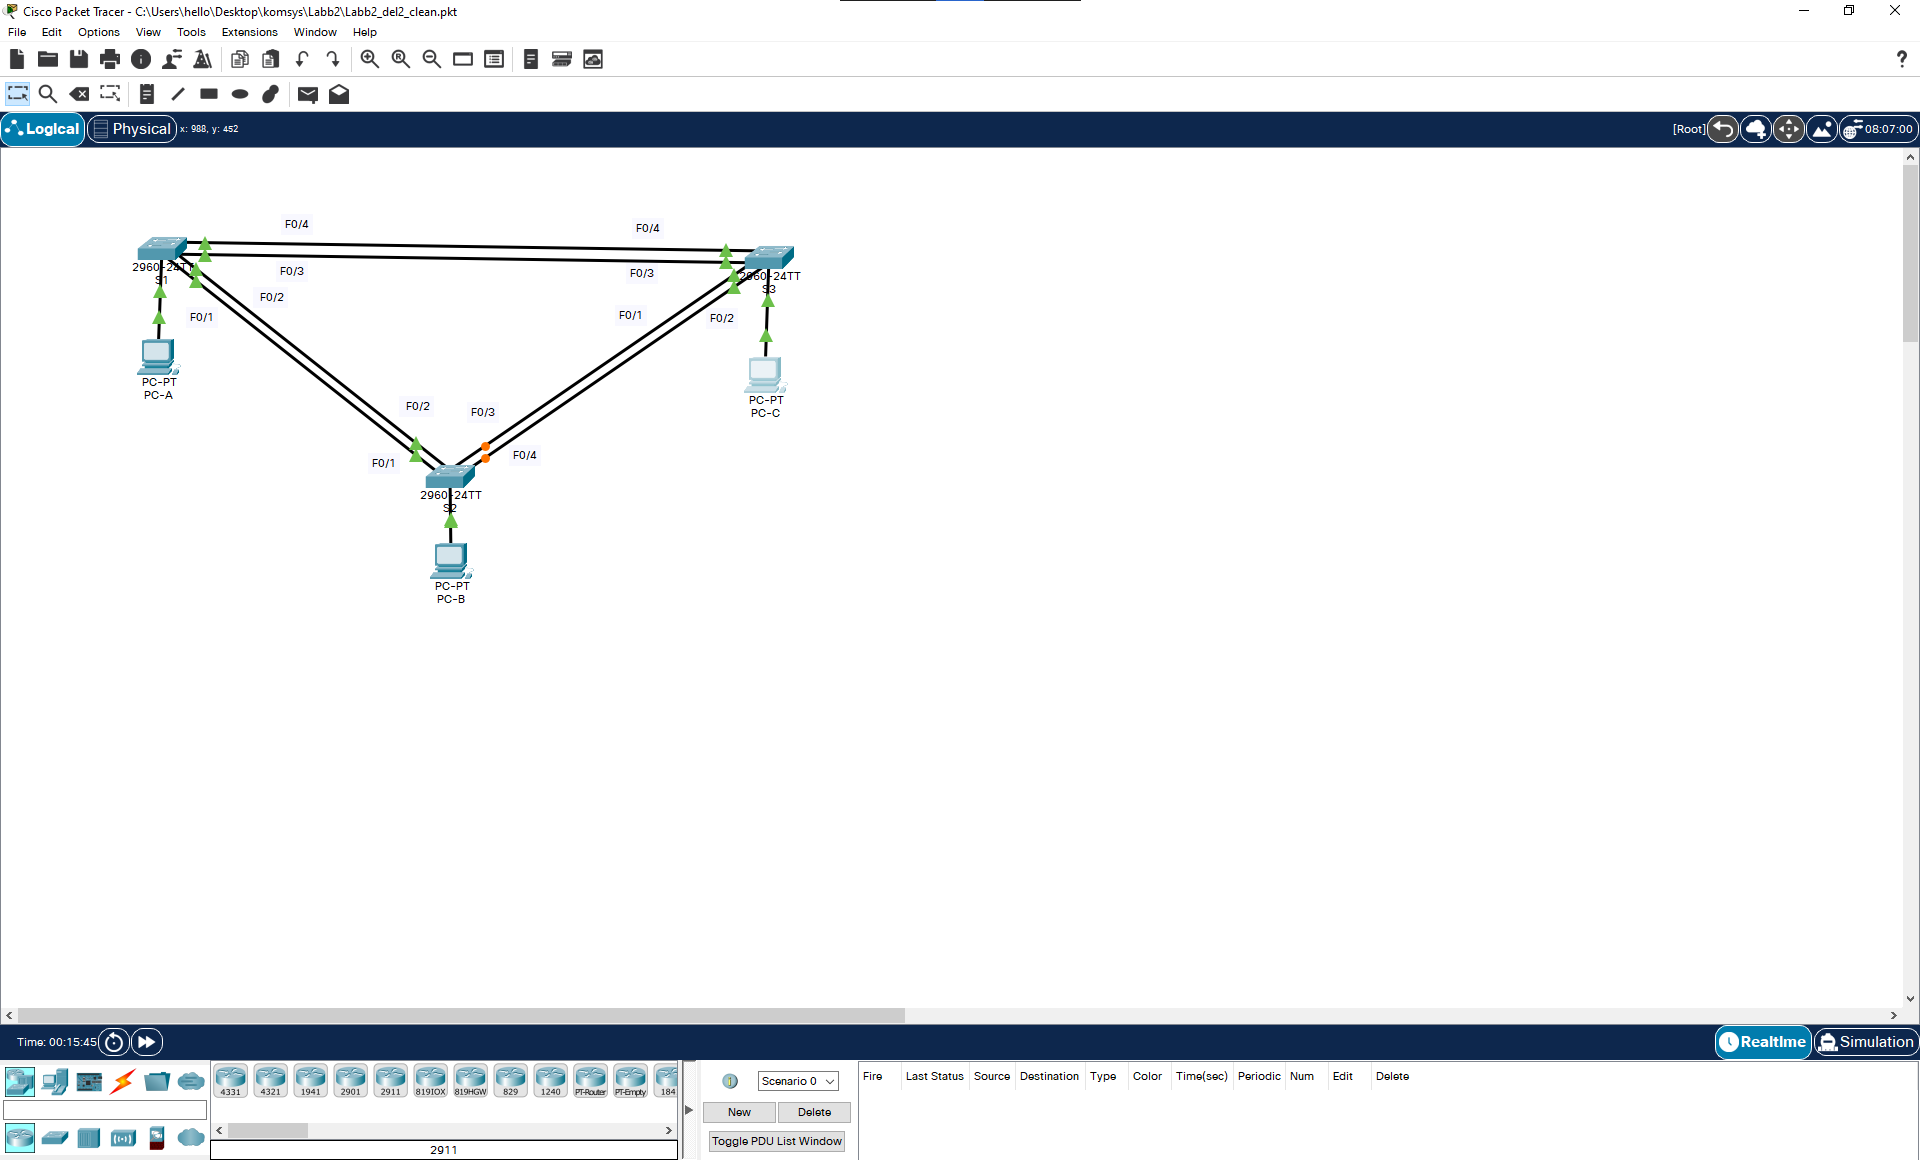 Cisco Packet Tracer - C:\Users\hello\Desktop\komsys\Labb2\Labb2_del2_clean.pkt
File Edit Options View Tools Extensions Window Help
?
Logical Physical x: 988, y: 452 [Root] 08:07:00
F0/4 F0/4
2960-24TT
S1
F0/3 F0/3
2960-24TT
S3
F0/2
F0/1 F0/1 F0/2
PC-PT
PC-A
PC-PT
PC-C
F0/2 F0/3
F0/1 F0/4
2960-24TT
S2
PC-PT
PC-B
Time: 00:15:45 Realtime Simulation
4331 4321 1941 2901 2911 819IOX 819HGW 829 1240 PT-Router PT-Empty 184
2911
Scenario 0
New Delete
Toggle PDU List Window
Fire Last Status Source Destination Type Color Time(sec) Periodic Num Edit Delete